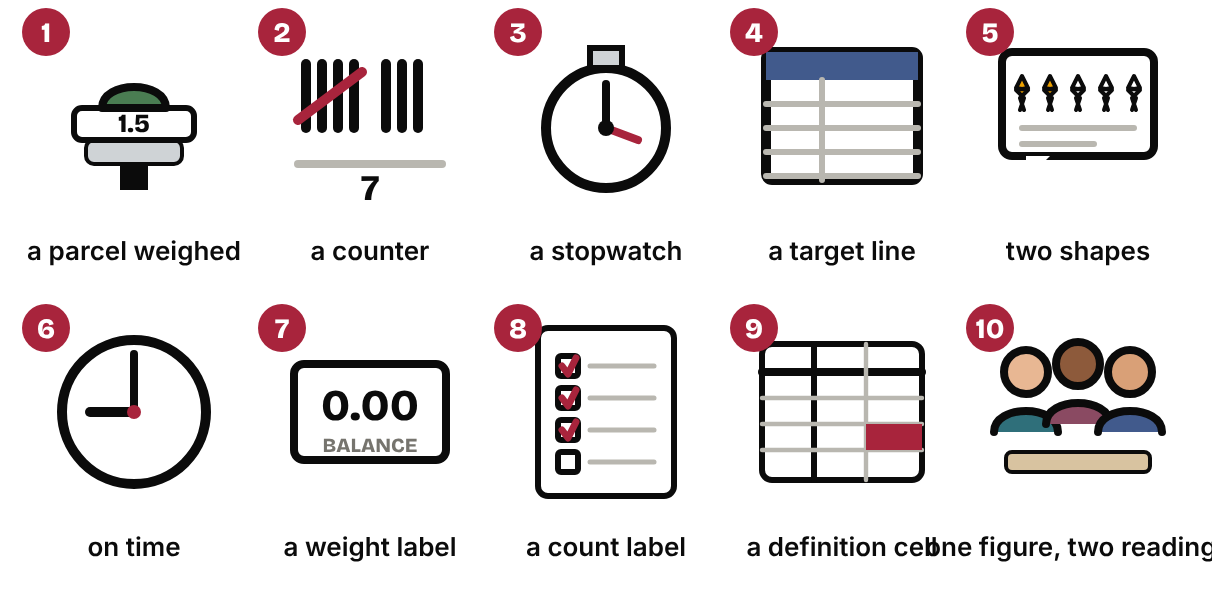 1
2
3
4
5
1.5
7
a parcel weighed
a counter
a stopwatch
a target line
two shapes
6
7
8
9
10
0.00
BALANCE
on time
a weight label
a count label
a definition cell
one figure, two reading